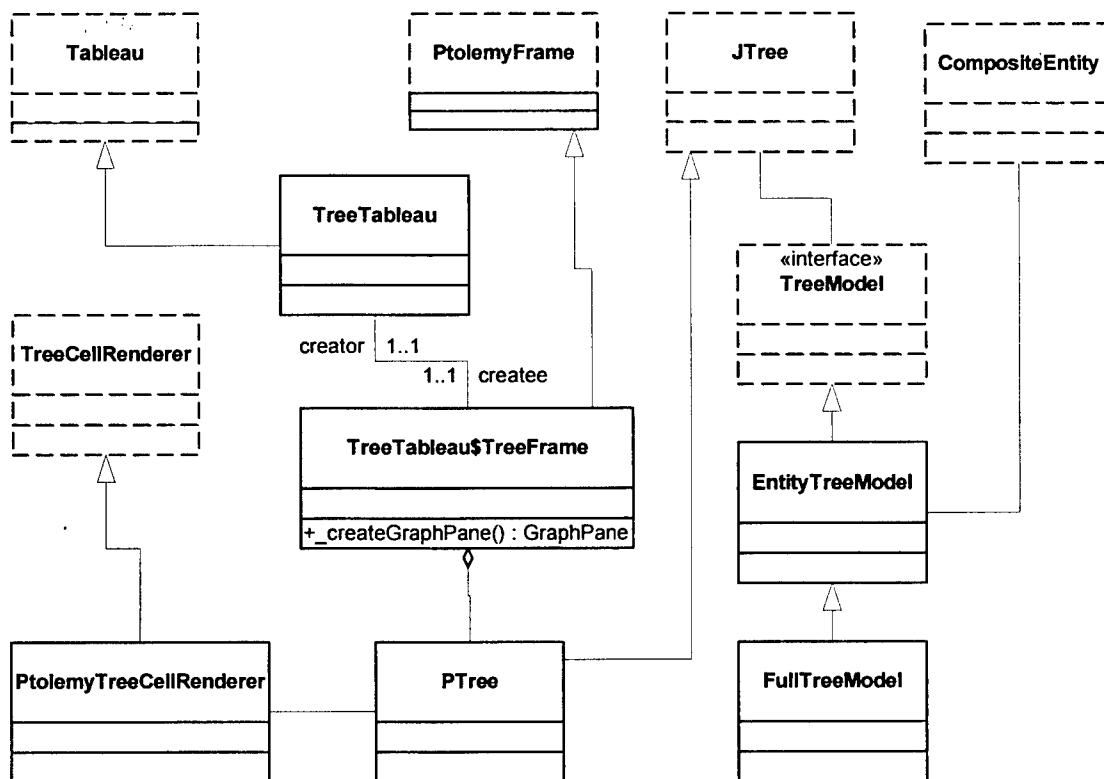 Tableau
PtolemyFrame
JTree
CompositeEntity
TreeTableau
«interface»
TreeModel
TreeCellRenderer
creator 1..1
1..1 createe
TreeTableau$TreeFrame
+_createGraphPane() : GraphPane
EntityTreeModel
PtolemyTreeCellRenderer
PTree
FullTreeModel